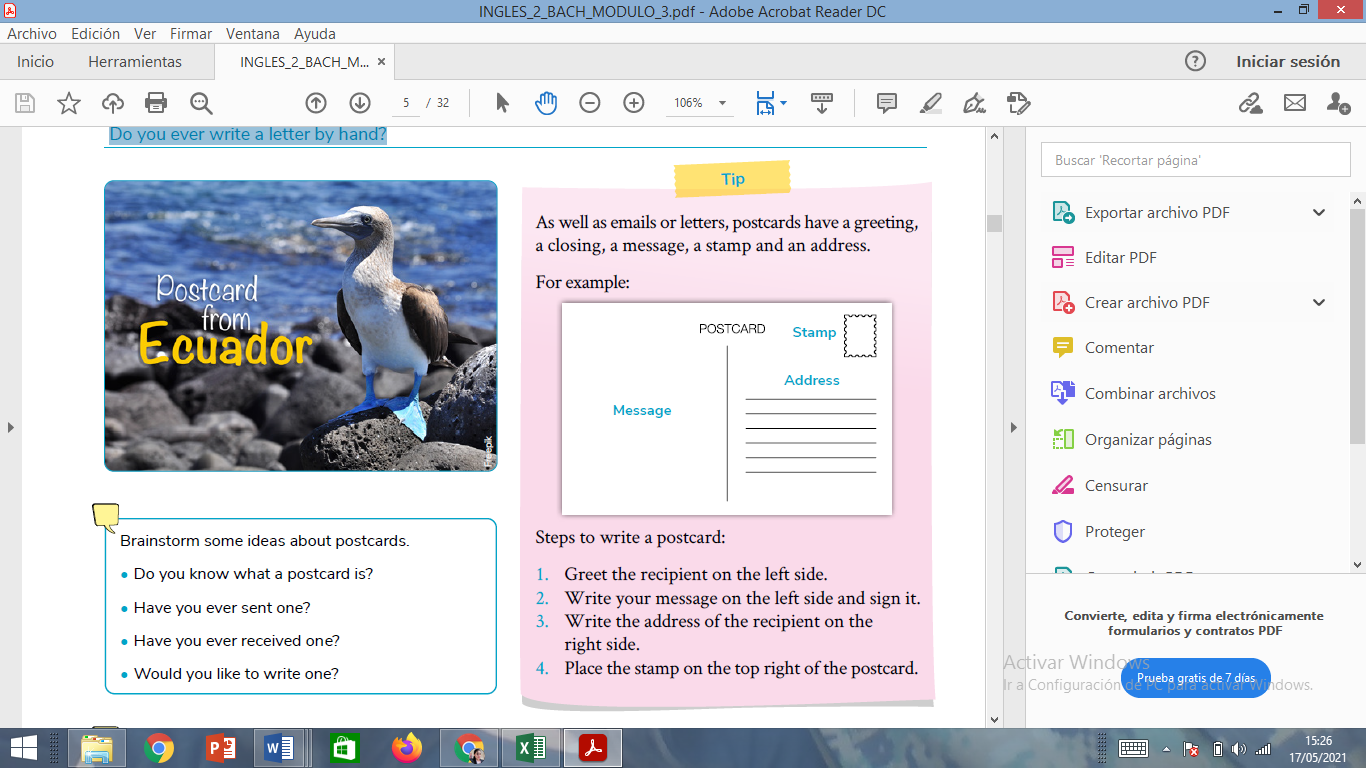 INGLES_2_BACH_MODULO_3.pdf - Adobe Acrobat Reader DC
Archivo Edición Ver Firmar Ventana Ayuda
Inicio Herramientas INGLES_2_BACH_M... × Iniciar sesión
5 / 32 106%
Do you ever write a letter by hand?
Postcard
from
Ecuador
Freepik
Brainstorm some ideas about postcards.
• Do you know what a postcard is?
• Have you ever sent one?
• Have you ever received one?
• Would you like to write one?
Tip
As well as emails or letters, postcards have a greeting,
a closing, a message, a stamp and an address.
For example:
POSTCARD
Stamp
Address
Message
Steps to write a postcard:
1. Greet the recipient on the left side.
2. Write your message on the left side and sign it.
3. Write the address of the recipient on the
right side.
4. Place the stamp on the top right of the postcard.
Buscar 'Recortar página'
Exportar archivo PDF
Editar PDF
Crear archivo PDF
Comentar
Combinar archivos
Organizar páginas
Censurar
Proteger
Convierte, edita y firma electrónicamente
formularios y contratos PDF
Prueba gratis de 7 días
Activar Windows
Ir a Configuración de PC para activar Windows.
15:26
17/05/2021